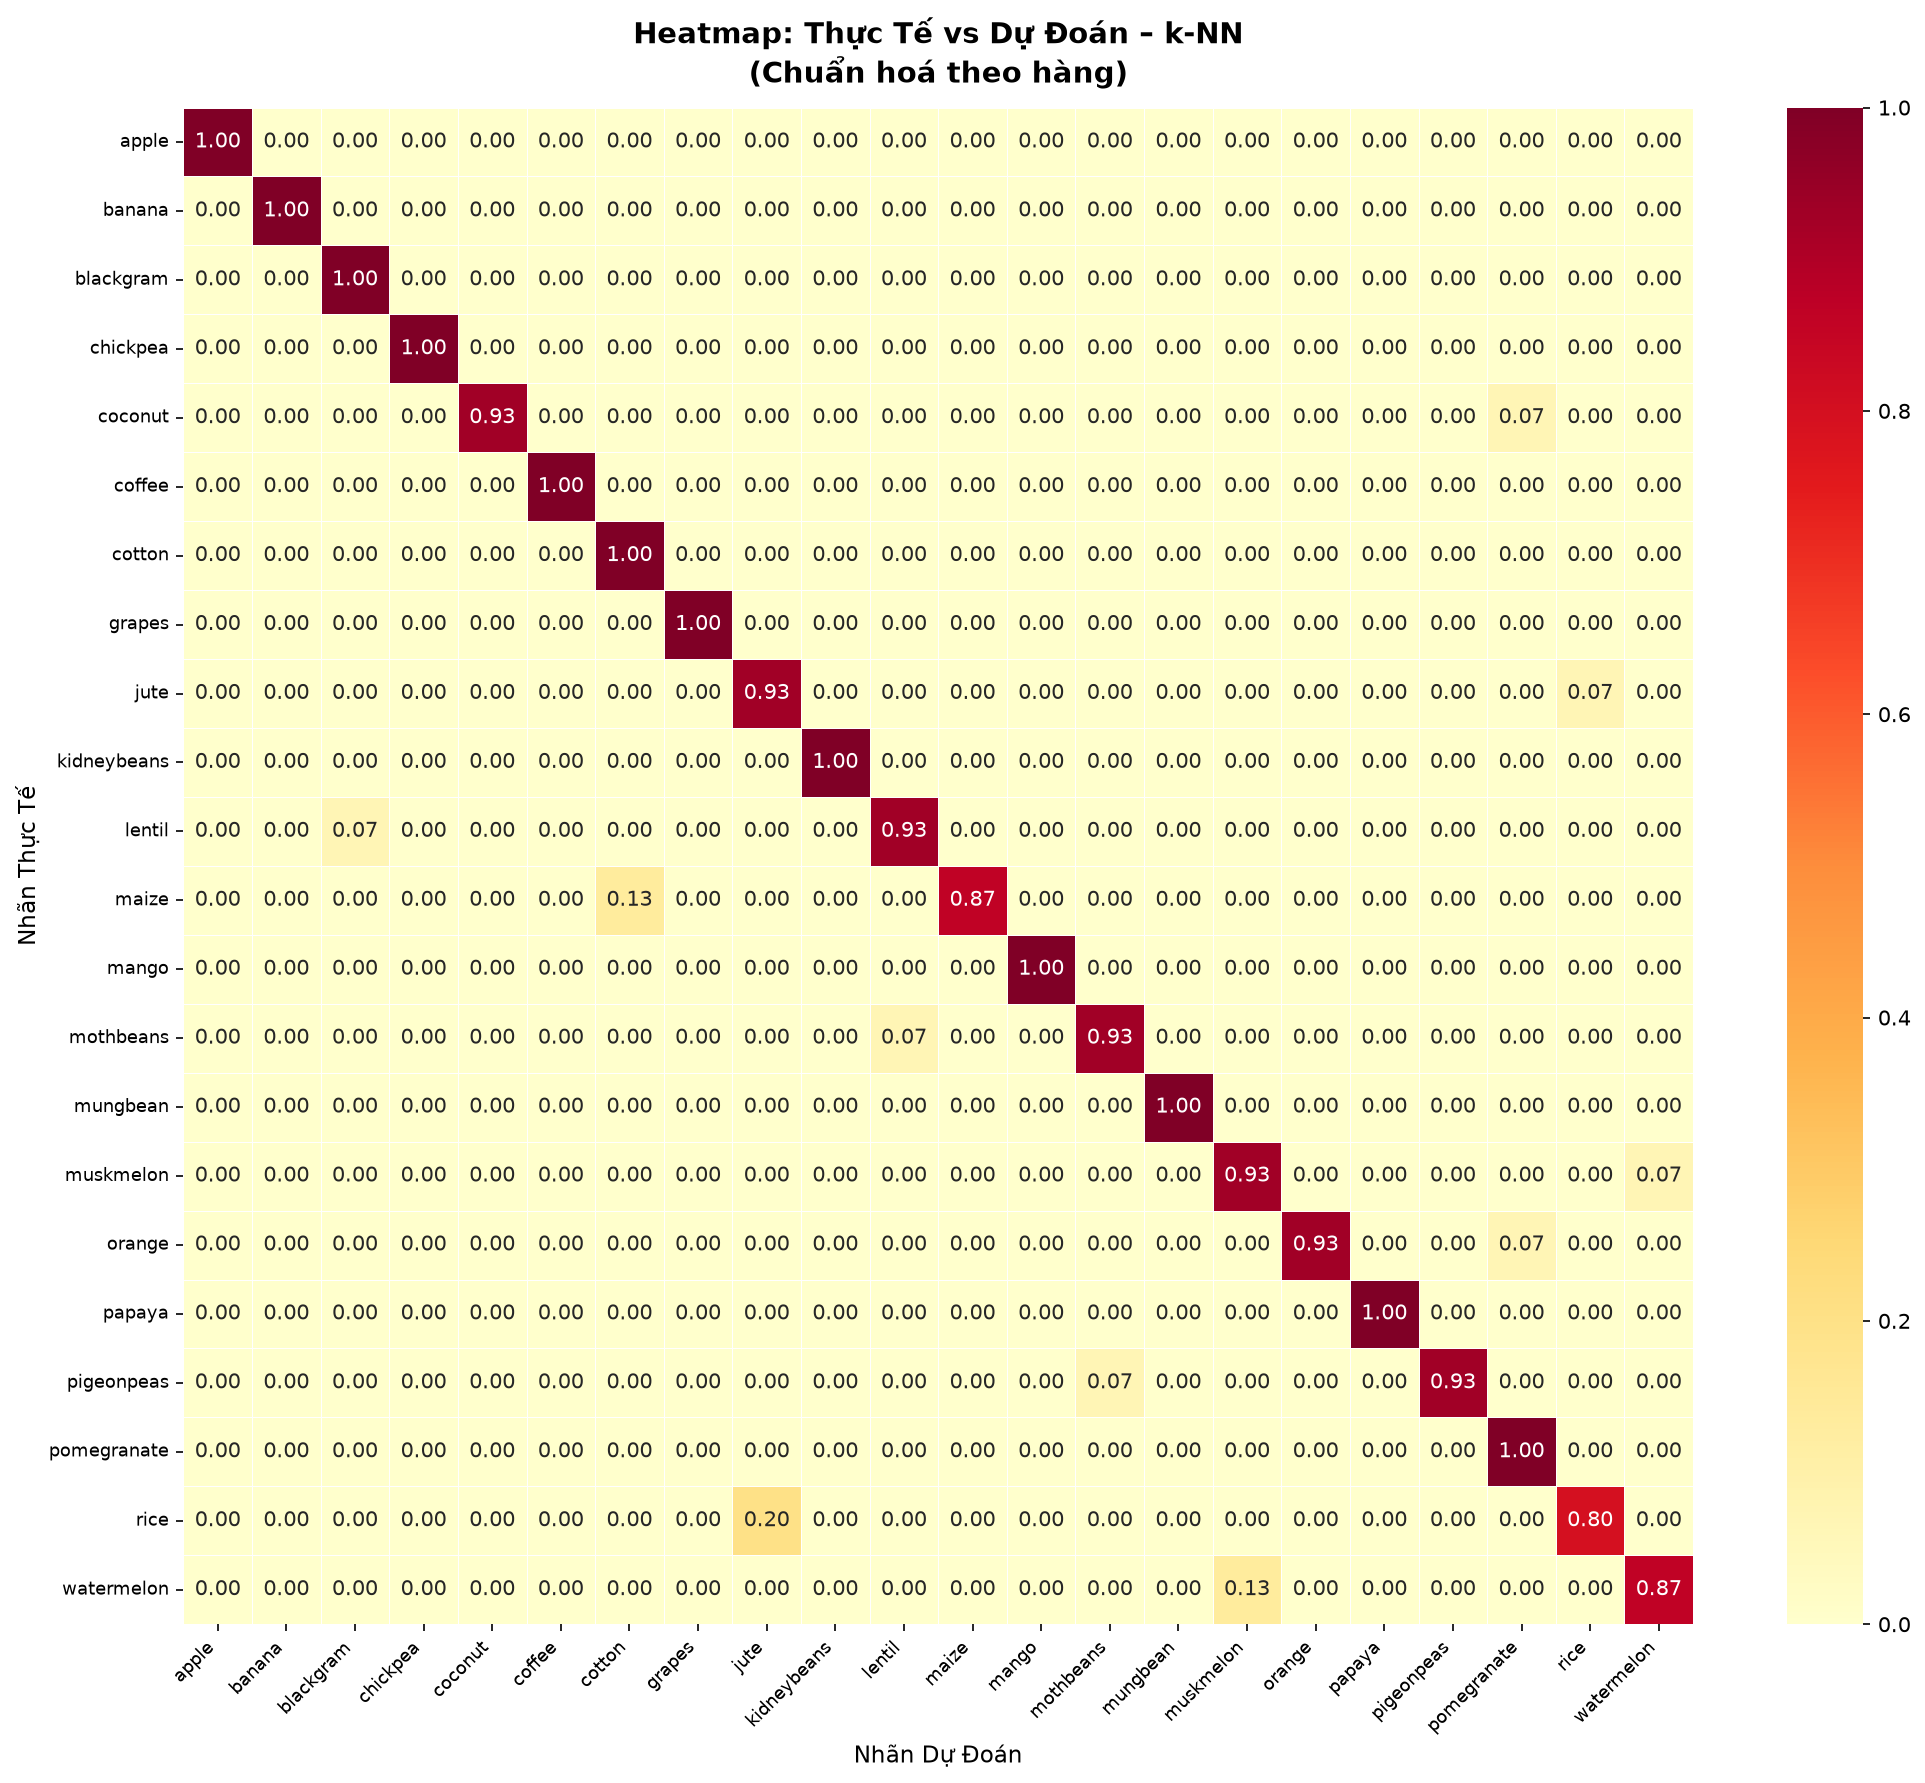 Heatmap: Thực Tế vs Dự Đoán – k-NN
(Chuẩn hoá theo hàng)
apple 1.00 0.00 0.00 0.00 0.00 0.00 0.00 0.00 0.00 0.00 0.00 0.00 0.00 0.00 0.00 0.00 0.00 0.00 0.00 0.00 0.00 0.00
banana 0.00 1.00 0.00 0.00 0.00 0.00 0.00 0.00 0.00 0.00 0.00 0.00 0.00 0.00 0.00 0.00 0.00 0.00 0.00 0.00 0.00 0.00
blackgram 0.00 0.00 1.00 0.00 0.00 0.00 0.00 0.00 0.00 0.00 0.00 0.00 0.00 0.00 0.00 0.00 0.00 0.00 0.00 0.00 0.00 0.00
chickpea 0.00 0.00 0.00 1.00 0.00 0.00 0.00 0.00 0.00 0.00 0.00 0.00 0.00 0.00 0.00 0.00 0.00 0.00 0.00 0.00 0.00 0.00
coconut 0.00 0.00 0.00 0.00 0.93 0.00 0.00 0.00 0.00 0.00 0.00 0.00 0.00 0.00 0.00 0.00 0.00 0.00 0.00 0.07 0.00 0.00
coffee 0.00 0.00 0.00 0.00 0.00 1.00 0.00 0.00 0.00 0.00 0.00 0.00 0.00 0.00 0.00 0.00 0.00 0.00 0.00 0.00 0.00 0.00
cotton 0.00 0.00 0.00 0.00 0.00 0.00 1.00 0.00 0.00 0.00 0.00 0.00 0.00 0.00 0.00 0.00 0.00 0.00 0.00 0.00 0.00 0.00
grapes 0.00 0.00 0.00 0.00 0.00 0.00 0.00 1.00 0.00 0.00 0.00 0.00 0.00 0.00 0.00 0.00 0.00 0.00 0.00 0.00 0.00 0.00
jute 0.00 0.00 0.00 0.00 0.00 0.00 0.00 0.00 0.93 0.00 0.00 0.00 0.00 0.00 0.00 0.00 0.00 0.00 0.00 0.00 0.07 0.00
kidneybeans 0.00 0.00 0.00 0.00 0.00 0.00 0.00 0.00 0.00 1.00 0.00 0.00 0.00 0.00 0.00 0.00 0.00 0.00 0.00 0.00 0.00 0.00
lentil 0.00 0.00 0.07 0.00 0.00 0.00 0.00 0.00 0.00 0.00 0.93 0.00 0.00 0.00 0.00 0.00 0.00 0.00 0.00 0.00 0.00 0.00
maize 0.00 0.00 0.00 0.00 0.00 0.00 0.13 0.00 0.00 0.00 0.00 0.87 0.00 0.00 0.00 0.00 0.00 0.00 0.00 0.00 0.00 0.00
mango 0.00 0.00 0.00 0.00 0.00 0.00 0.00 0.00 0.00 0.00 0.00 0.00 1.00 0.00 0.00 0.00 0.00 0.00 0.00 0.00 0.00 0.00
mothbeans 0.00 0.00 0.00 0.00 0.00 0.00 0.00 0.00 0.00 0.00 0.07 0.00 0.00 0.93 0.00 0.00 0.00 0.00 0.00 0.00 0.00 0.00
mungbean 0.00 0.00 0.00 0.00 0.00 0.00 0.00 0.00 0.00 0.00 0.00 0.00 0.00 0.00 1.00 0.00 0.00 0.00 0.00 0.00 0.00 0.00
muskmelon 0.00 0.00 0.00 0.00 0.00 0.00 0.00 0.00 0.00 0.00 0.00 0.00 0.00 0.00 0.00 0.93 0.00 0.00 0.00 0.00 0.00 0.07
orange 0.00 0.00 0.00 0.00 0.00 0.00 0.00 0.00 0.00 0.00 0.00 0.00 0.00 0.00 0.00 0.00 0.93 0.00 0.00 0.07 0.00 0.00
papaya 0.00 0.00 0.00 0.00 0.00 0.00 0.00 0.00 0.00 0.00 0.00 0.00 0.00 0.00 0.00 0.00 0.00 1.00 0.00 0.00 0.00 0.00
pigeonpeas 0.00 0.00 0.00 0.00 0.00 0.00 0.00 0.00 0.00 0.00 0.00 0.00 0.00 0.07 0.00 0.00 0.00 0.00 0.93 0.00 0.00 0.00
pomegranate 0.00 0.00 0.00 0.00 0.00 0.00 0.00 0.00 0.00 0.00 0.00 0.00 0.00 0.00 0.00 0.00 0.00 0.00 0.00 1.00 0.00 0.00
rice 0.00 0.00 0.00 0.00 0.00 0.00 0.00 0.00 0.20 0.00 0.00 0.00 0.00 0.00 0.00 0.00 0.00 0.00 0.00 0.00 0.80 0.00
watermelon 0.00 0.00 0.00 0.00 0.00 0.00 0.00 0.00 0.00 0.00 0.00 0.00 0.00 0.00 0.00 0.13 0.00 0.00 0.00 0.00 0.00 0.87
apple banana blackgram chickpea coconut coffee cotton grapes jute kidneybeans lentil maize mango mothbeans mungbean muskmelon orange papaya pigeonpeas pomegranate rice watermelon
Nhãn Dự Đoán
Nhãn Thực Tế
1.0
0.8
0.6
0.4
0.2
0.0